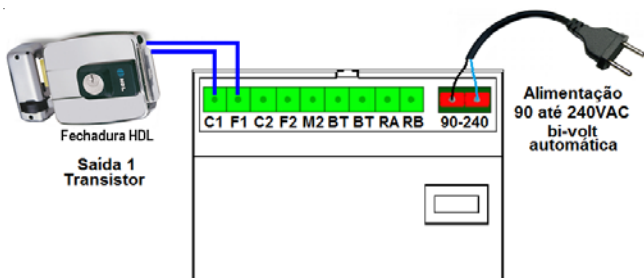 C1 F1 C2 F2 M2 BT BT RA RB 90-240
Fechadura HDL
Saída 1
Transistor
Alimentação
90 até 240VAC
bi-volt
automática